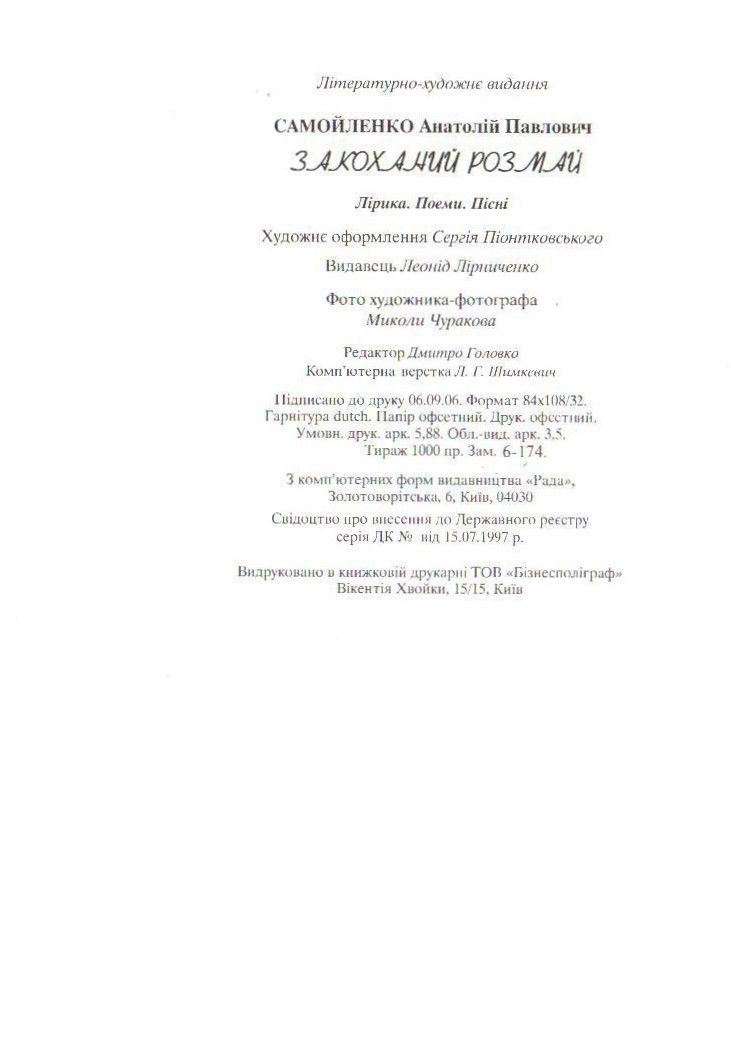 Літературно-художнє видання
САМОЙЛЕНКО Анатолій Павлович
ЗАКОХАНИЙ РОЗМАЙ
Лірика. Поеми. Пісні
Художнє оформлення Сергія Піонтковського
Видавець Леонід Лірниченко
Фото художника-фотографа
Миколи Чуракова
Редактор Дмитро Головко
Комп'ютерна верстка Л. Г. Шимкевич
Підписано до друку 06.09.06. Формат 84х108/32.
Гарнітура dutch. Папір офсетний. Друк. офсетний.
Умовн. друк. арк. 5,88. Обл.-вид. арк. 3,5.
Тираж 1000 пр. Зам. 6-174.
З комп'ютерних форм видавництва «Рада»,
Золотоворітська, 6, Київ, 04030
Свідоцтво про внесення до Державного реєстру
серія ДК № від 15.07.1997 р.
Видруковано в книжковій друкарні ТОВ «Бізнесполіграф»
Вікентія Хвойки, 15/15, Київ